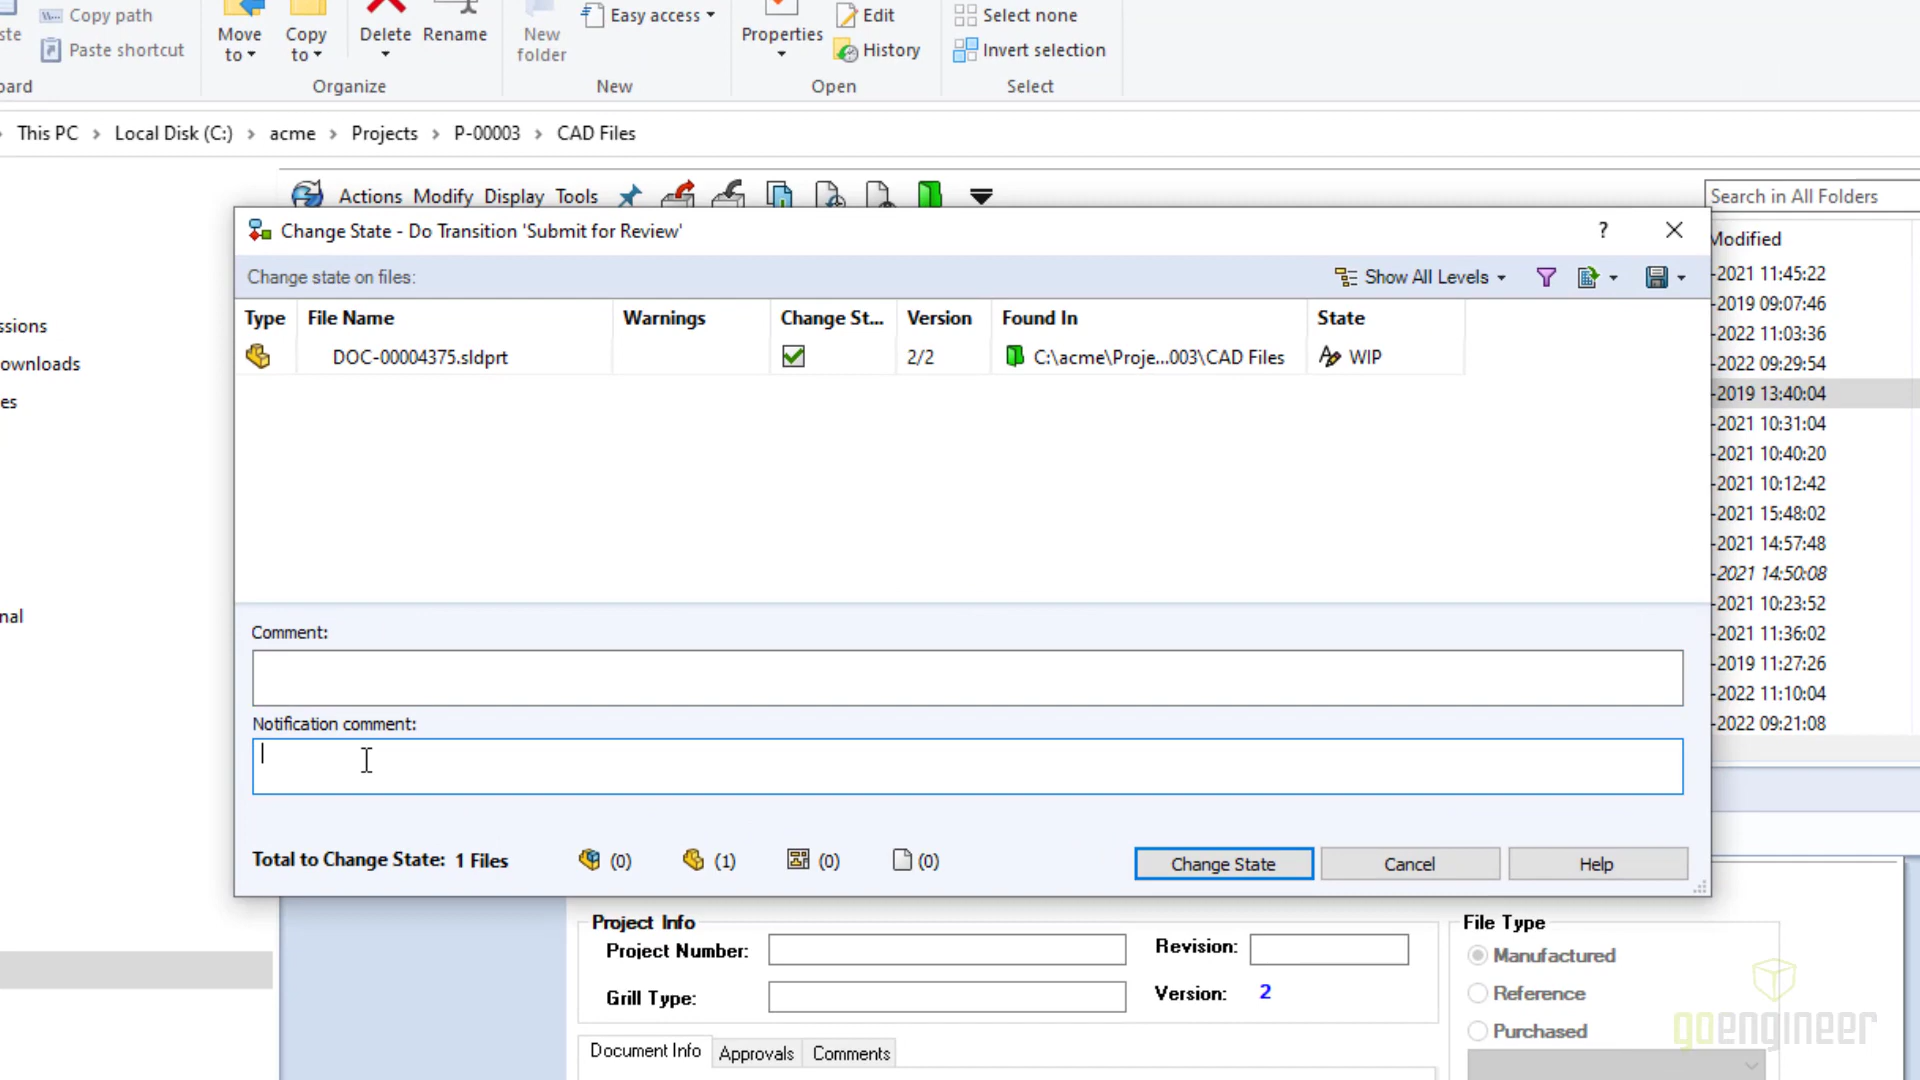 Copy path
Paste shortcut
Move to
Copy to
Delete
Rename
Organize
New folder
Easy access
New
Properties
Edit
History
Open
Select none
Invert selection
Select
This PC > Local Disk (C:) > acme > Projects > P-00003 > CAD Files
Actions Modify Display Tools
Search in All Folders
Change State - Do Transition 'Submit for Review'
?
Change state on files:
Show All Levels
Type File Name Warnings Change St... Version Found In State
DOC-00004375.sldprt 2/2 C:\acme\Proje...003\CAD Files WIP
Modified
-2021 11:45:22
-2019 09:07:46
-2022 11:03:36
-2022 09:29:54
-2019 13:40:04
-2021 10:31:04
-2021 10:40:20
-2021 10:12:42
-2021 15:48:02
-2021 14:57:48
-2021 14:50:08
-2021 10:23:52
-2021 11:36:02
-2019 11:27:26
-2022 11:10:04
-2022 09:21:08
ssions
ownloads
es
nal
Comment:
Notification comment:
Total to Change State: 1 Files (0) (1) (0) (0)
Change State
Cancel
Help
Project Info
Project Number:
Revision:
Grill Type:
Version: 2
File Type
Manufactured
Reference
Purchased
Document Info Approvals Comments
goengineer